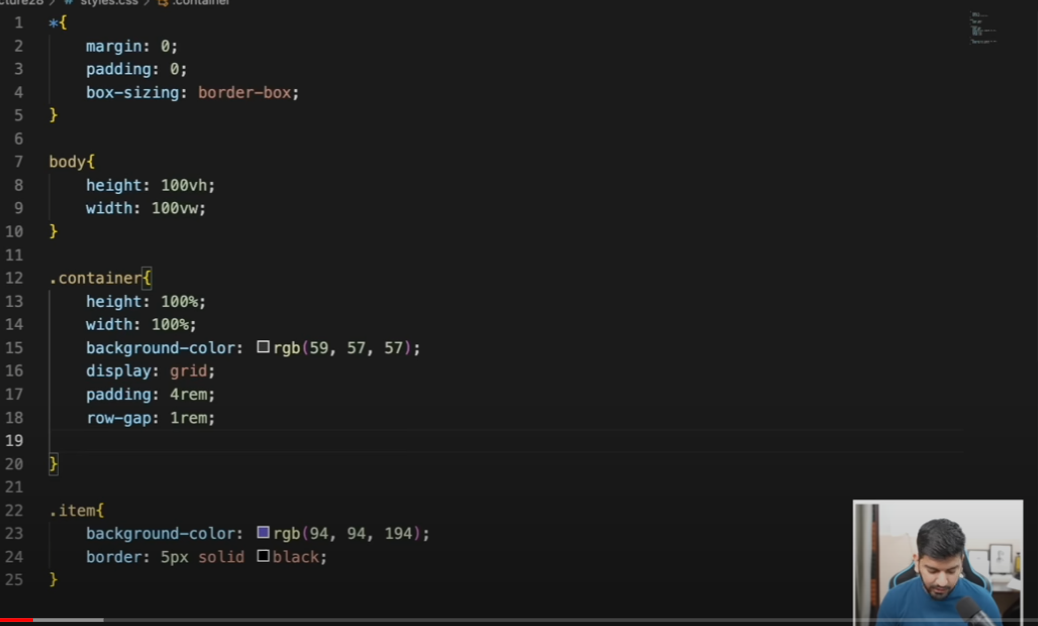 styles.css .container
1 *{
2 margin: 0;
3 padding: 0;
4 box-sizing: border-box;
5 }
6
7 body{
8 height: 100vh;
9 width: 100vw;
10 }
11
12 .container{
13 height: 100%;
14 width: 100%;
15 background-color: rgb(59, 57, 57);
16 display: grid;
17 padding: 4rem;
18 row-gap: 1rem;
19
20 }
21
22 .item{
23 background-color: rgb(94, 94, 194);
24 border: 5px solid black;
25 }